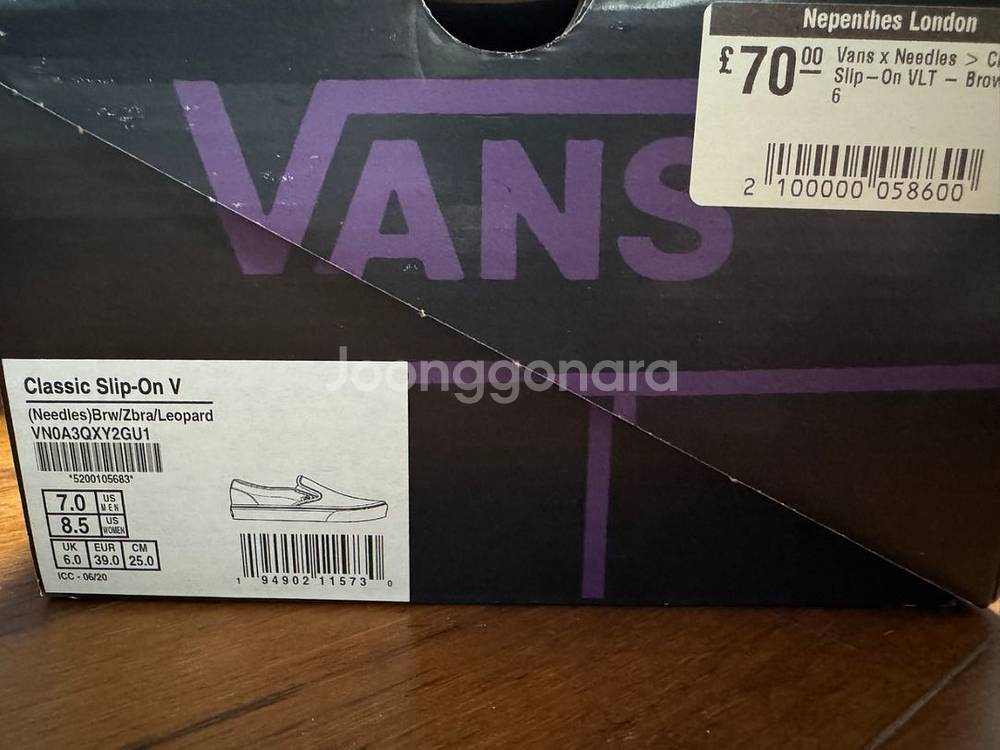 Nepenthes London
£70.00 Vans x Needles >
Slip-On VLT -
6
2 100000 058600
VANS
Joonggonara
Classic Slip-On V
(Needles)Brw/Zbra/Leopard
VN0A3QXY2GU1
*5200105683*
7.0 US MEN
8.5 US WOMEN
UK EUR CM
6.0 39.0 25.0
ICC - 06/20
1 94902 11573 0